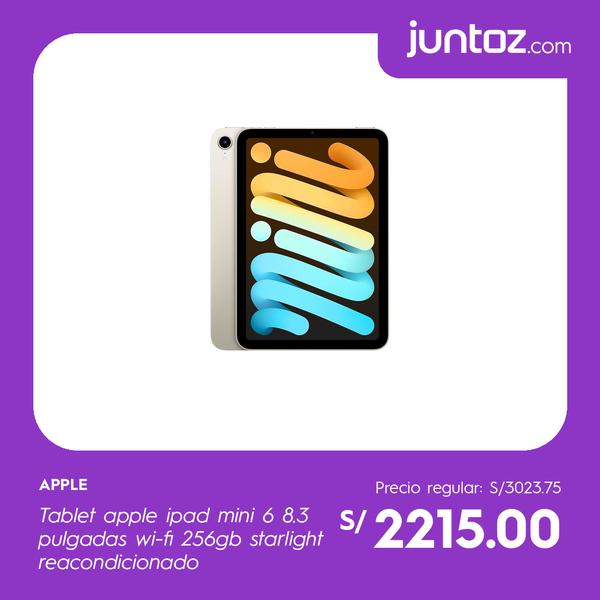 juntoz.com
APPLE
Tablet apple ipad mini 6 8.3
pulgadas wi-fi 256gb starlight
reacondicionado
Precio regular: S/3023.75
S/ 2215.00